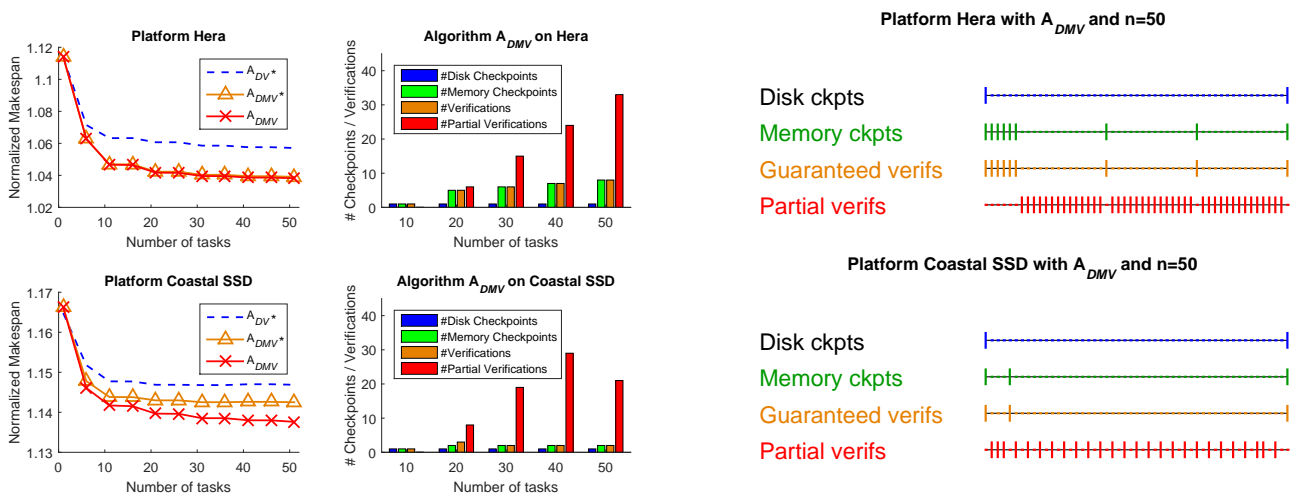 Platform Hera
Normalized Makespan
1.12
1.1
1.08
1.06
1.04
1.02
0 10 20 30 40 50
Number of tasks
A_DV*
A_DMV*
A_DMV
Algorithm A_DMV on Hera
# Checkpoints / Verifications
40
30
20
10
0
10 20 30 40 50
Number of tasks
#Disk Checkpoints
#Memory Checkpoints
#Verifications
#Partial Verifications
Platform Hera with A_DMV and n=50
Disk ckpts
Memory ckpts
Guaranteed verifs
Partial verifs
Platform Coastal SSD
Normalized Makespan
1.17
1.16
1.15
1.14
1.13
0 10 20 30 40 50
Number of tasks
A_DV*
A_DMV*
A_DMV
Algorithm A_DMV on Coastal SSD
# Checkpoints / Verifications
40
30
20
10
0
10 20 30 40 50
Number of tasks
#Disk Checkpoints
#Memory Checkpoints
#Verifications
#Partial Verifications
Platform Coastal SSD with A_DMV and n=50
Disk ckpts
Memory ckpts
Guaranteed verifs
Partial verifs